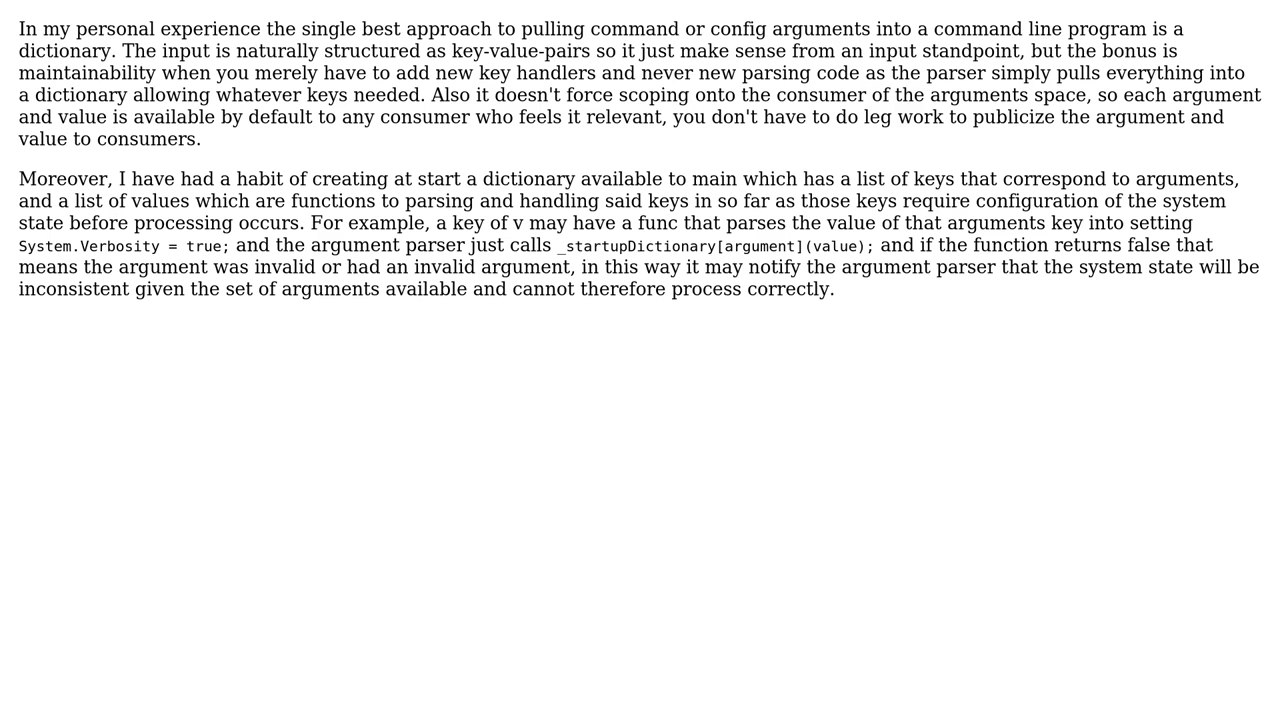 In my personal experience the single best approach to pulling command or config arguments into a command line program is a
dictionary. The input is naturally structured as key-value-pairs so it just make sense from an input standpoint, but the bonus is
maintainability when you merely have to add new key handlers and never new parsing code as the parser simply pulls everything into
a dictionary allowing whatever keys needed. Also it doesn't force scoping onto the consumer of the arguments space, so each argument
and value is available by default to any consumer who feels it relevant, you don't have to do leg work to publicize the argument and
value to consumers.
Moreover, I have had a habit of creating at start a dictionary available to main which has a list of keys that correspond to arguments,
and a list of values which are functions to parsing and handling said keys in so far as those keys require configuration of the system
state before processing occurs. For example, a key of v may have a func that parses the value of that arguments key into setting
System.Verbosity = true; and the argument parser just calls _startupDictionary[argument](value); and if the function returns false that
means the argument was invalid or had an invalid argument, in this way it may notify the argument parser that the system state will be
inconsistent given the set of arguments available and cannot therefore process correctly.